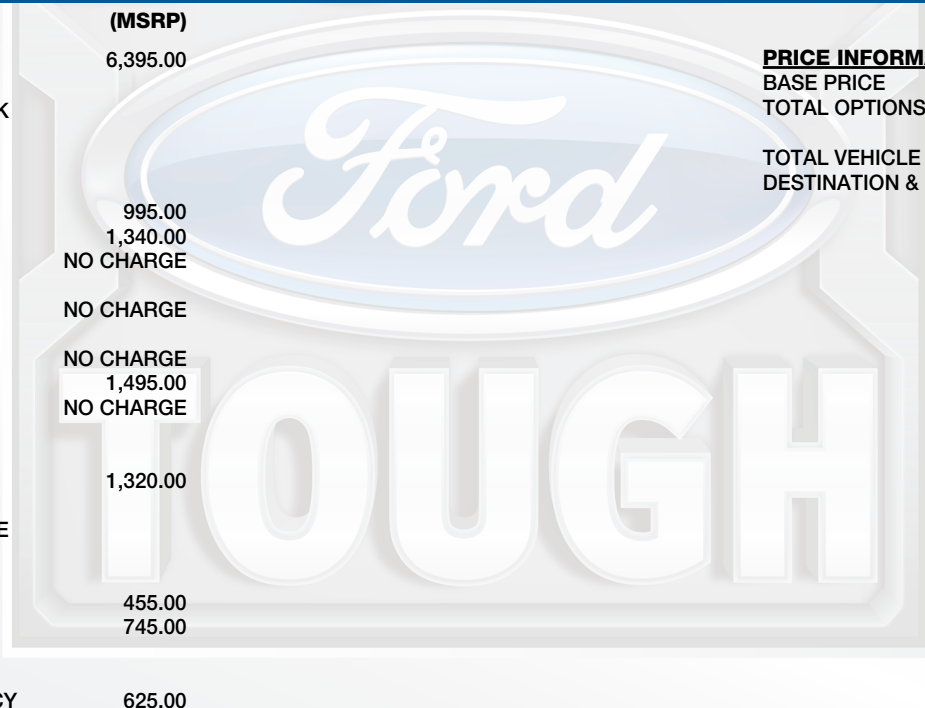 (MSRP)
6,395.00
K
995.00
1,340.00
NO CHARGE
NO CHARGE
NO CHARGE
1,495.00
NO CHARGE
1,320.00
E
455.00
745.00
CY 625.00
PRICE INFORMA
BASE PRICE
TOTAL OPTIONS
TOTAL VEHICLE
DESTINATION &
Ford
TOUGH